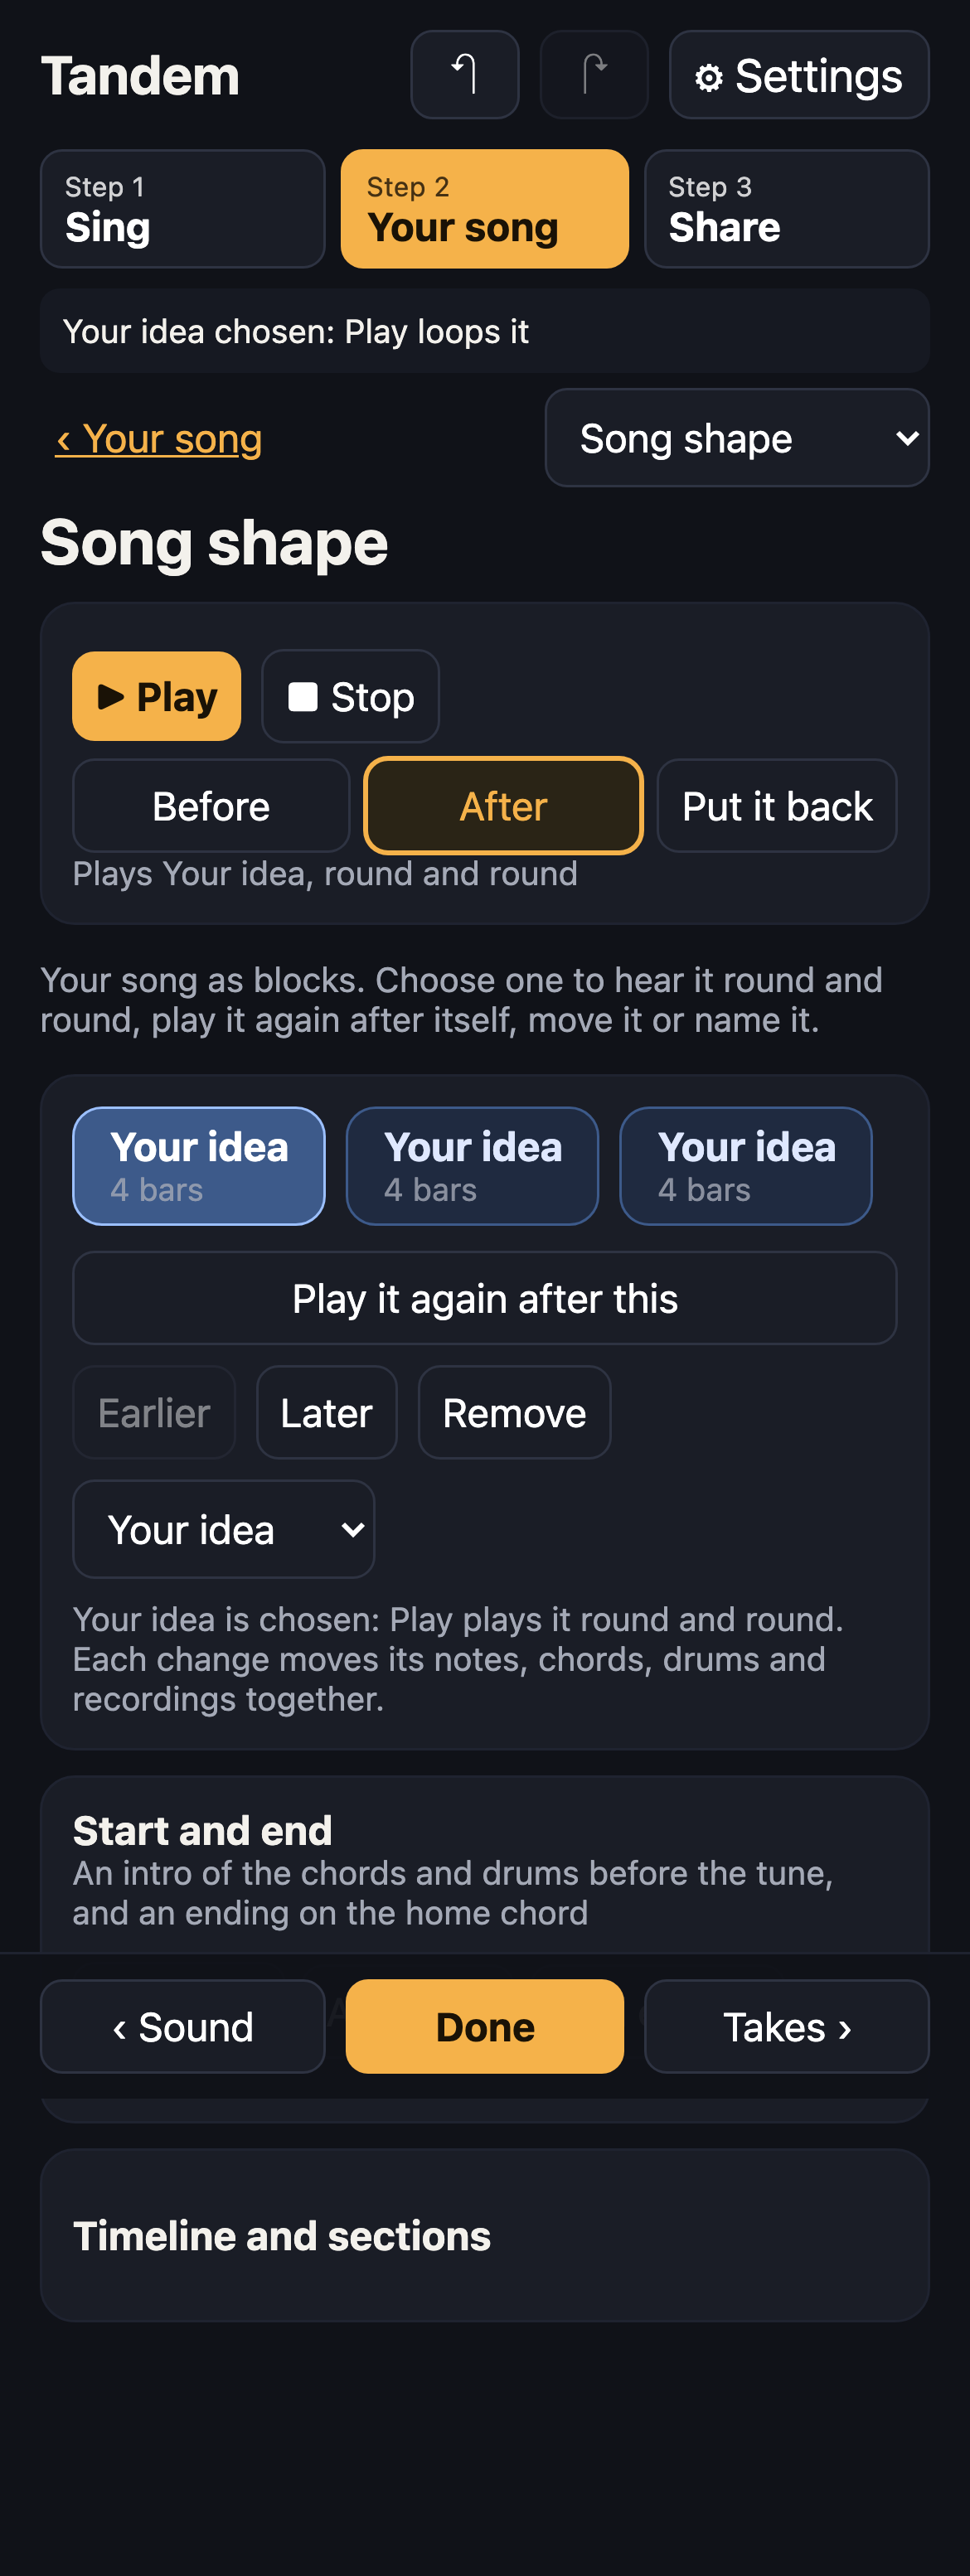 Tandem
⚙ Settings
Step 1
Sing
Step 2
Your song
Step 3
Share
Your idea chosen: Play loops it
‹ Your song
Song shape
Song shape
▶ Play
Stop
Before
After
Put it back
Plays Your idea, round and round
Your song as blocks. Choose one to hear it round and
round, play it again after itself, move it or name it.
Your idea
4 bars
Your idea
4 bars
Your idea
4 bars
Play it again after this
Earlier
Later
Remove
Your idea
Your idea is chosen: Play plays it round and round.
Each change moves its notes, chords, drums and
recordings together.
Start and end
An intro of the chords and drums before the tune,
and an ending on the home chord
‹ Sound
Done
Takes ›
Timeline and sections